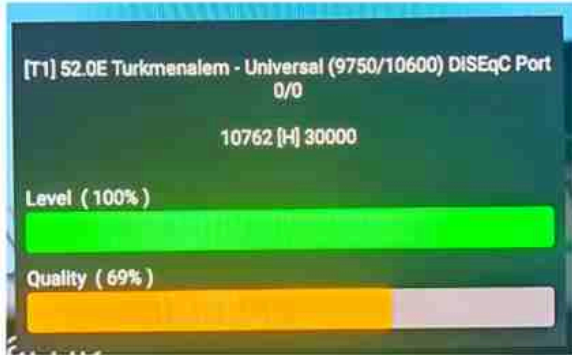 [T1] 52.0E Turkmenalem - Universal (9750/10600) DiSEqC Port
0/0
10762 [H] 30000
Level ( 100% )
Quality ( 69% )